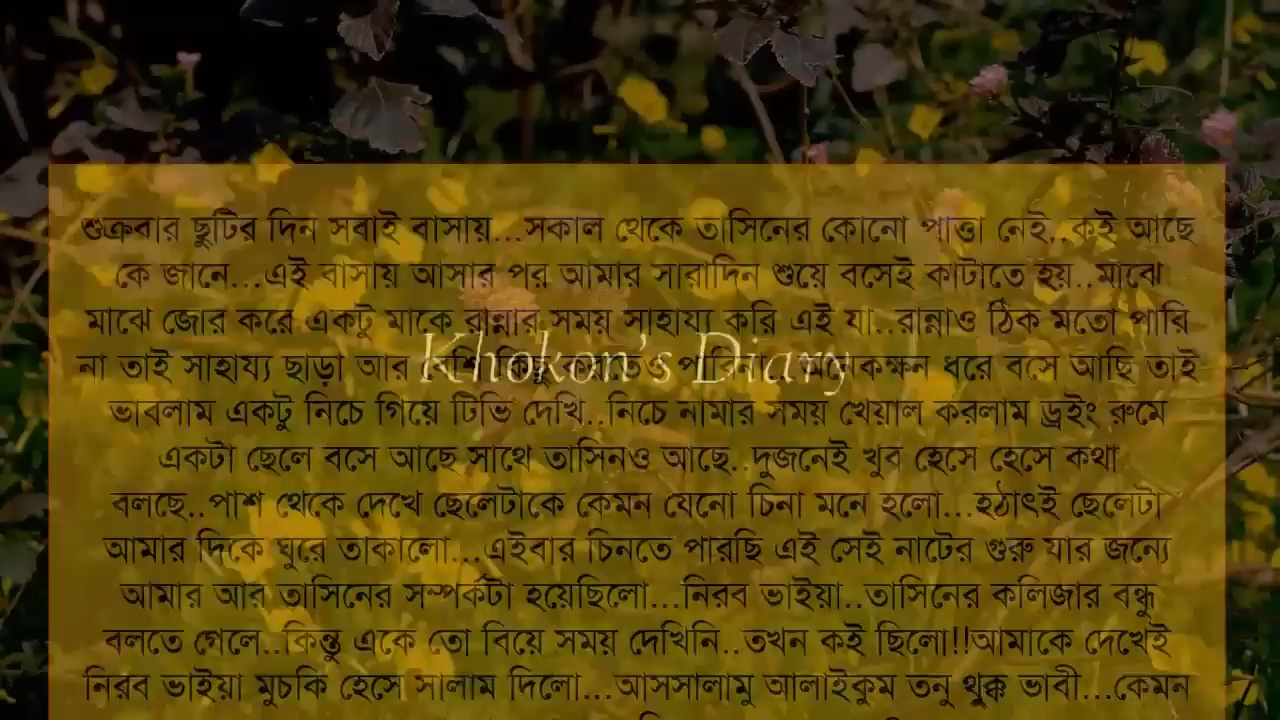 শুক্রবার ছুটির দিন সবাই বাসায়...সকাল থেকে তাসিনের কোনো পাত্তা নেই..কই আছে
কে জানে...এই বাসায় আসার পর আমার সারাদিন শুয়ে বসেই কাটাতে হয়..মাঝে
মাঝে জোর করে একটু মাকে রান্নার সময় সাহায্য করি এই যা..রান্নাও ঠিক মতো পারি
না তাই সাহায্য ছাড়া আর ধরে বসে আছি তাই
Khokon's Diary
ভাবলাম একটু নিচে গিয়ে টিভি দেখি..নিচে নামার সময় খেয়াল করলাম ড্রইং রুমে
একটা ছেলে বসে আছে সাথে তাসিনও আছে..দুজনেই খুব হেসে হেসে কথা
বলছে..পাশ থেকে দেখে ছেলেটাকে কেমন যেনো চিনা মনে হলো...হঠাৎই ছেলেটা
আমার দিকে ঘুরে তাকালো...এইবার চিনতে পারছি এই সেই নাটের গুরু যার জন্যে
আমার আর তাসিনের সম্পর্কটা হয়েছিলো...নিরব ভাইয়া..তাসিনের কলিজার বন্ধু
বলতে গেলে..কিন্তু একে তো বিয়ে সময় দেখিনি..তখন কই ছিলো!!আমাকে দেখেই
নিরব ভাইয়া মুচকি হেসে সালাম দিলো...আসসালামু আলাইকুম তনু থুক্ক ভাবী...কেমন